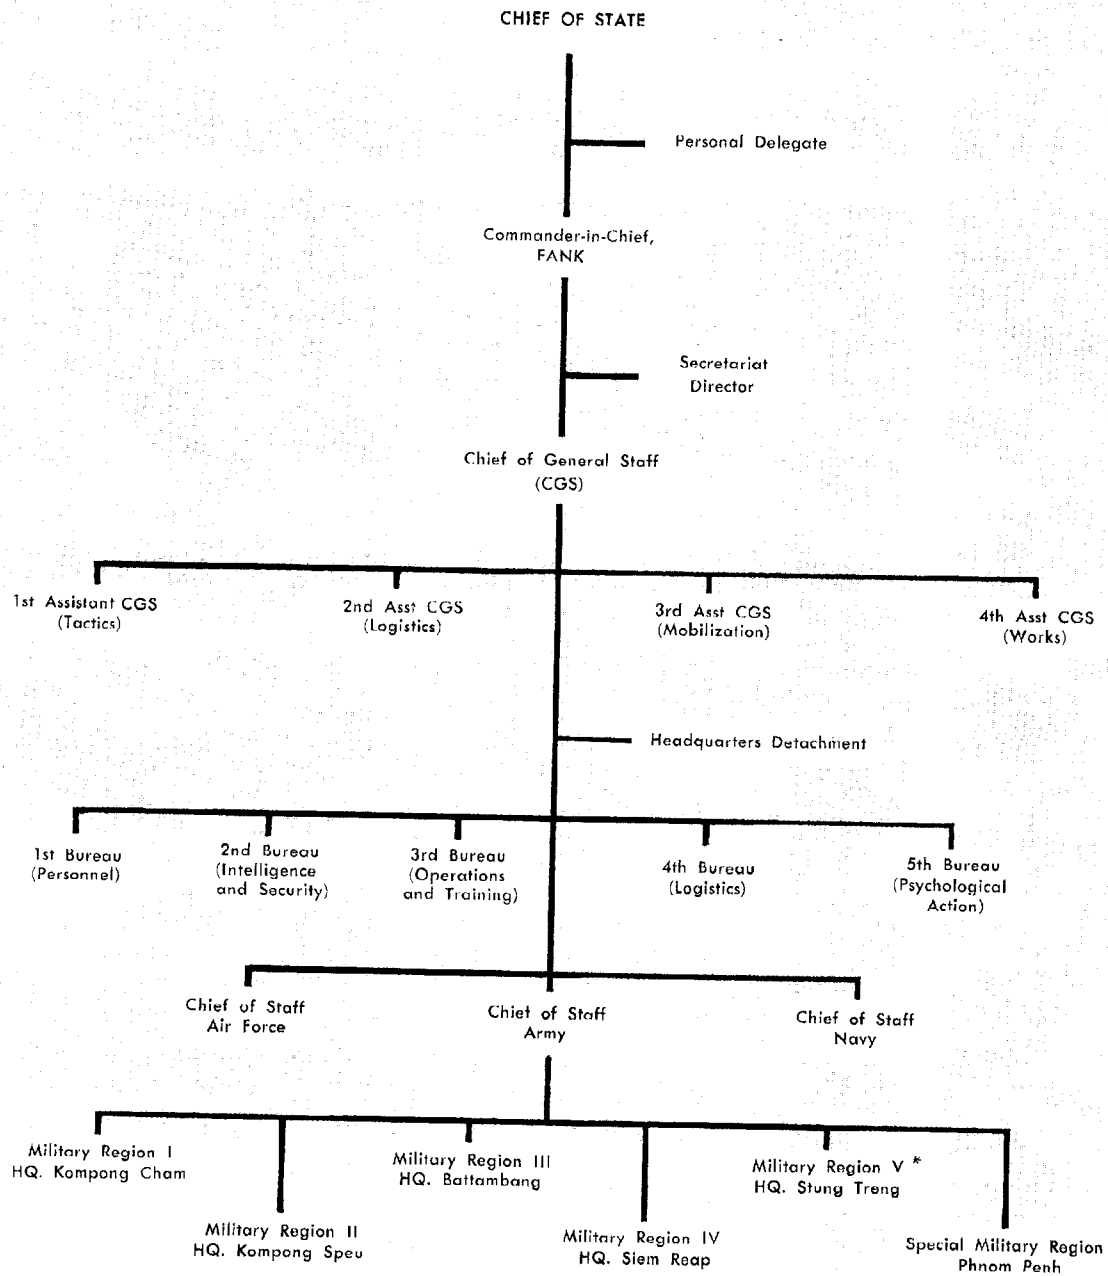 CHIEF OF STATE
Personal Delegate
Commander-in-Chief,
FANK
Secretariat
Director
Chief of General Staff
(CGS)
1st Assistant CGS
(Tactics)
2nd Asst CGS
(Logistics)
3rd Asst CGS
(Mobilization)
4th Asst CGS
(Works)
Headquarters Detachment
1st Bureau
(Personnel)
2nd Bureau
(Intelligence
and Security)
3rd Bureau
(Operations
and Training)
4th Bureau
(Logistics)
5th Bureau
(Psychological
Action)
Chief of Staff
Air Force
Chief of Staff
Army
Chief of Staff
Navy
Military Region I
HQ. Kompong Cham
Military Region II
HQ. Kompong Speu
Military Region III
HQ. Battambang
Military Region IV
HQ. Siem Reap
Military Region V *
HQ. Stung Treng
Special Military Region
Phnom Penh